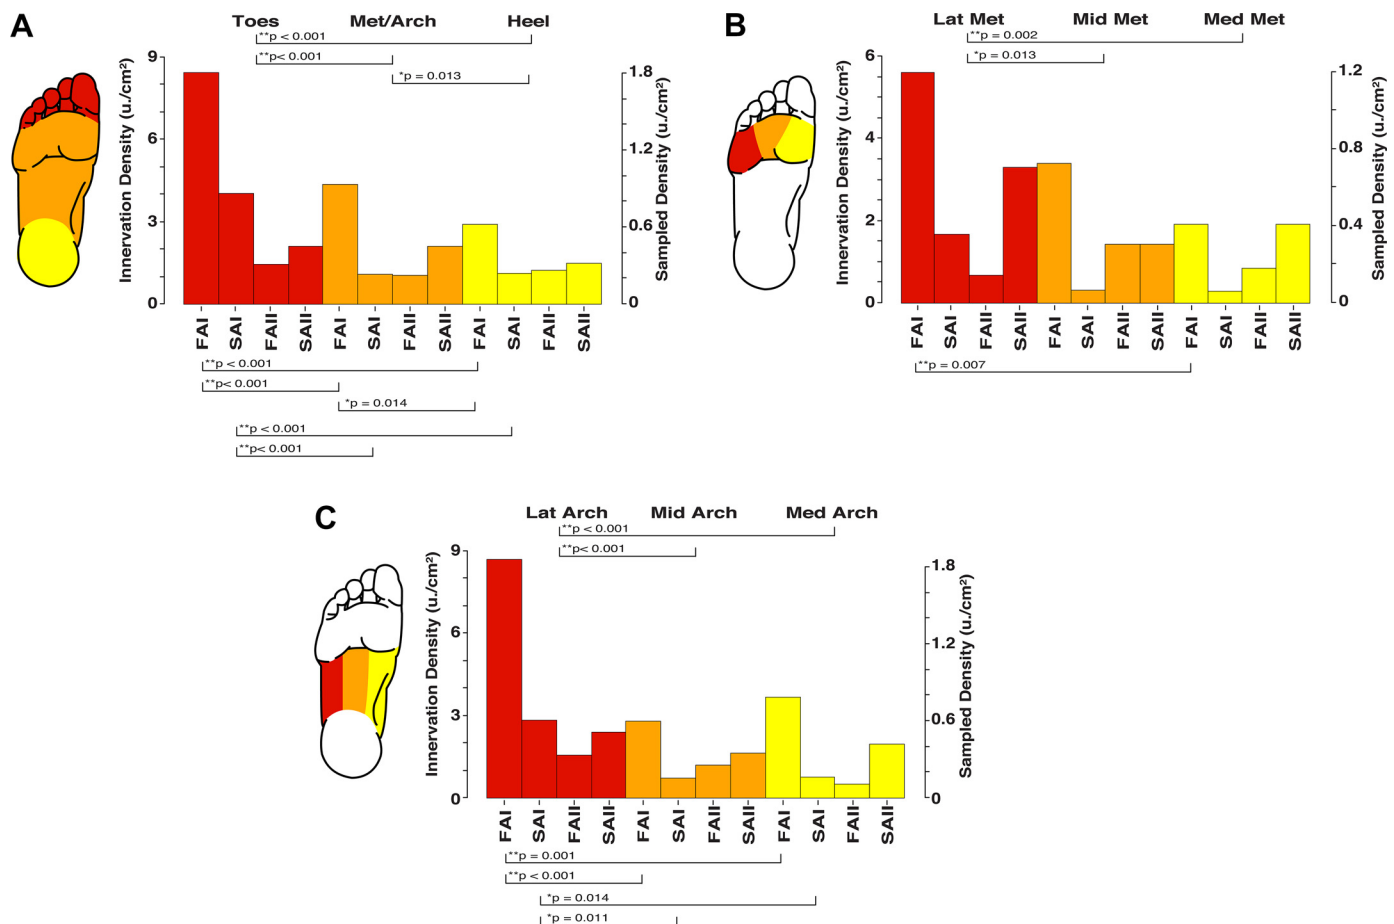 A
Toes Met/Arch Heel
**p < 0.001
**p< 0.001
*p = 0.013
Innervation Density (u./cm²)
9
6
3
0
Sampled Density (u./cm²)
1.8
1.2
0.6
0
FAI SAI FAII SAII FAI SAI FAII SAII FAI SAI FAII SAII
**p < 0.001
**p< 0.001
*p = 0.014
**p < 0.001
**p< 0.001
B
Lat Met Mid Met Med Met
**p = 0.002
*p = 0.013
Innervation Density (u./cm²)
6
4
2
0
Sampled Density (u./cm²)
1.2
0.8
0.4
0
FAI SAI FAII SAII FAI SAI FAII SAII FAI SAI FAII SAII
**p = 0.007
C
Lat Arch Mid Arch Med Arch
**p < 0.001
**p< 0.001
Innervation Density (u./cm²)
9
6
3
0
Sampled Density (u./cm²)
1.8
1.2
0.6
0
FAI SAI FAII SAII FAI SAI FAII SAII FAI SAI FAII SAII
**p = 0.001
**p < 0.001
*p = 0.014
*p = 0.011